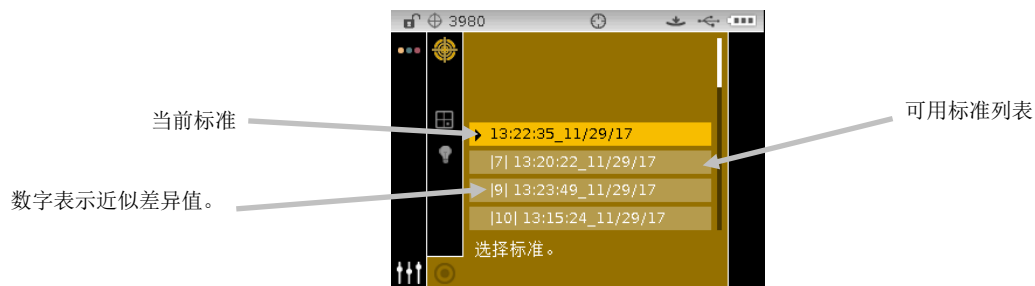 3980
可用标准列表
当前标准
13:22:35_11/29/17
|7| 13:20:22_11/29/17
数字表示近似差异值。
|9| 13:23:49_11/29/17
|10| 13:15:24_11/29/17
选择标准。